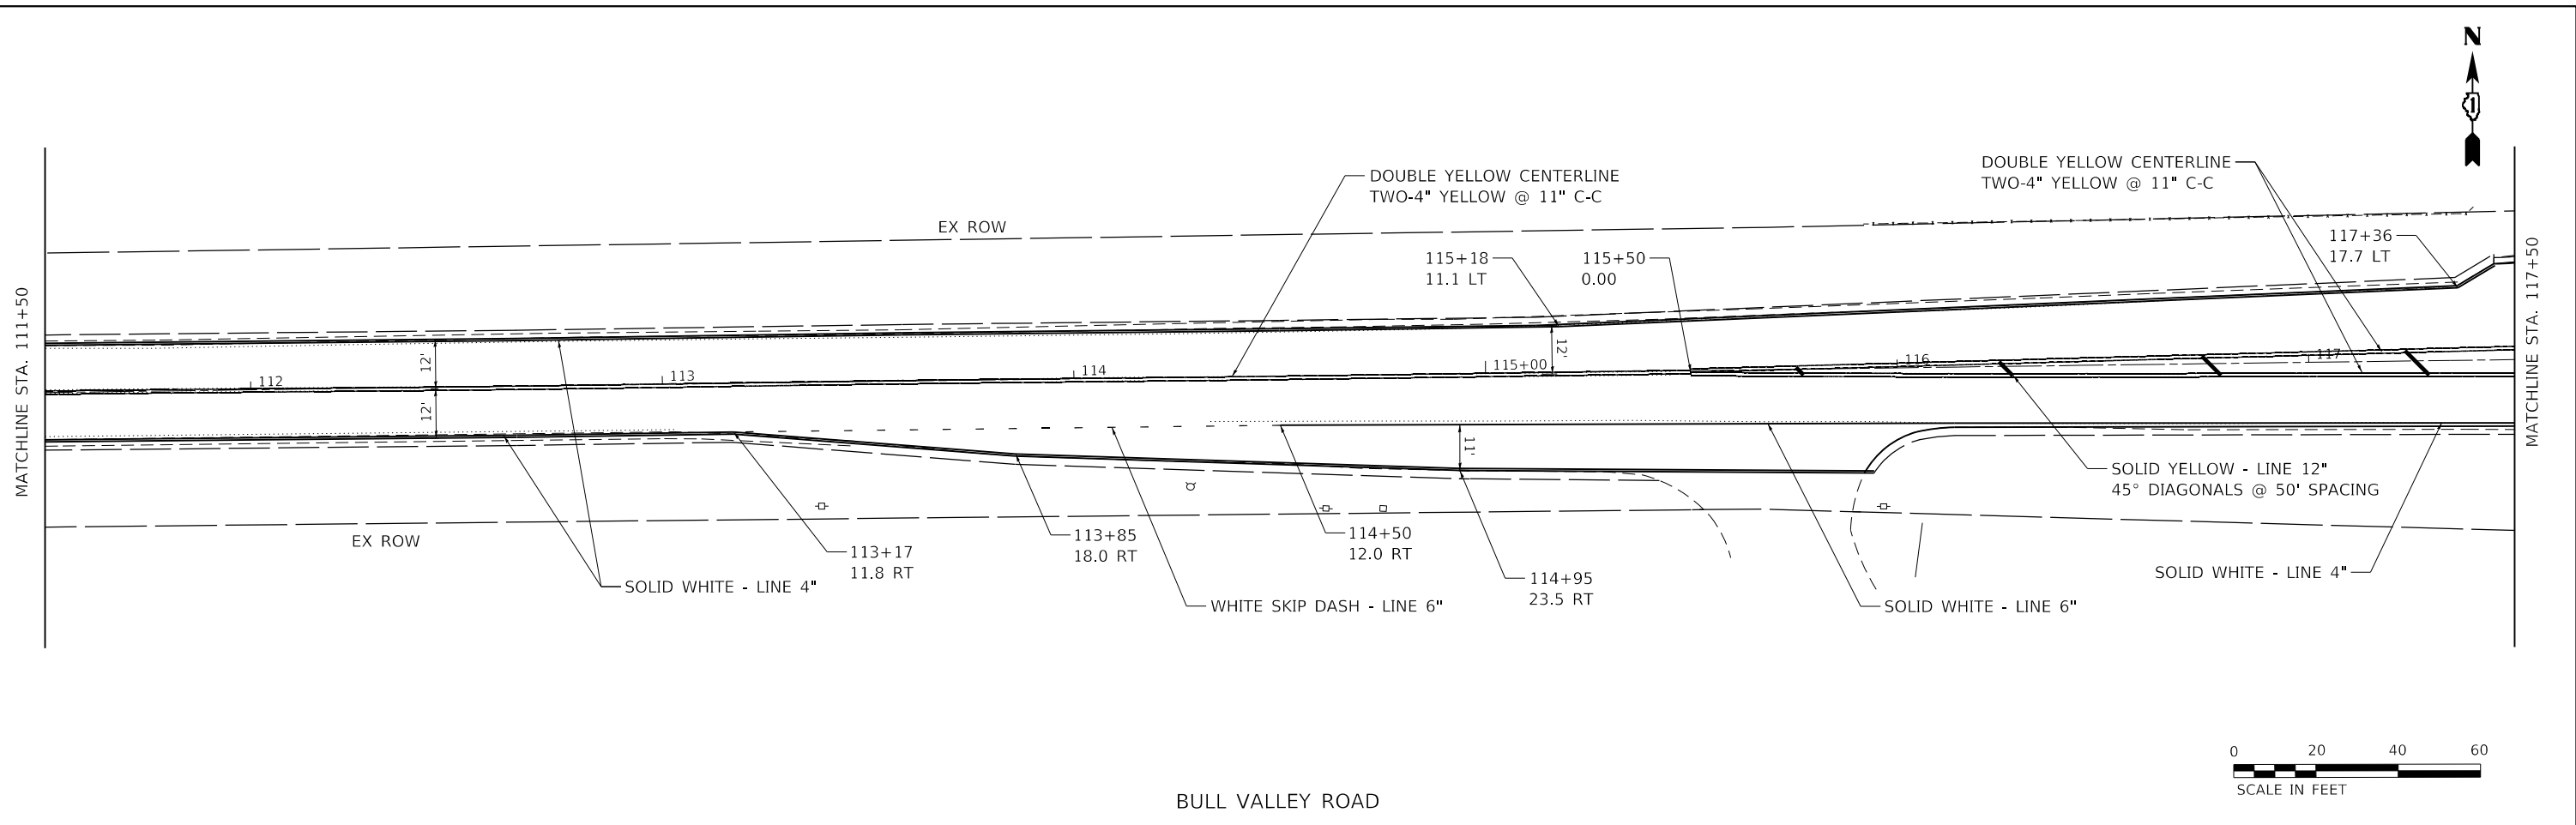 N
1
DOUBLE YELLOW CENTERLINE
TWO-4" YELLOW @ 11" C-C
DOUBLE YELLOW CENTERLINE
TWO-4" YELLOW @ 11" C-C
EX ROW
115+18
11.1 LT
115+50
0.00
117+36
17.7 LT
MATCHLINE STA. 111+50
MATCHLINE STA. 117+50
12'
12'
12'
112
113
114
115+00
116
117
11'
EX ROW
113+17
11.8 RT
113+85
18.0 RT
114+50
12.0 RT
114+95
23.5 RT
SOLID YELLOW - LINE 12"
45° DIAGONALS @ 50' SPACING
SOLID WHITE - LINE 4"
SOLID WHITE - LINE 4"
WHITE SKIP DASH - LINE 6"
SOLID WHITE - LINE 6"
0 20 40 60
SCALE IN FEET
BULL VALLEY ROAD